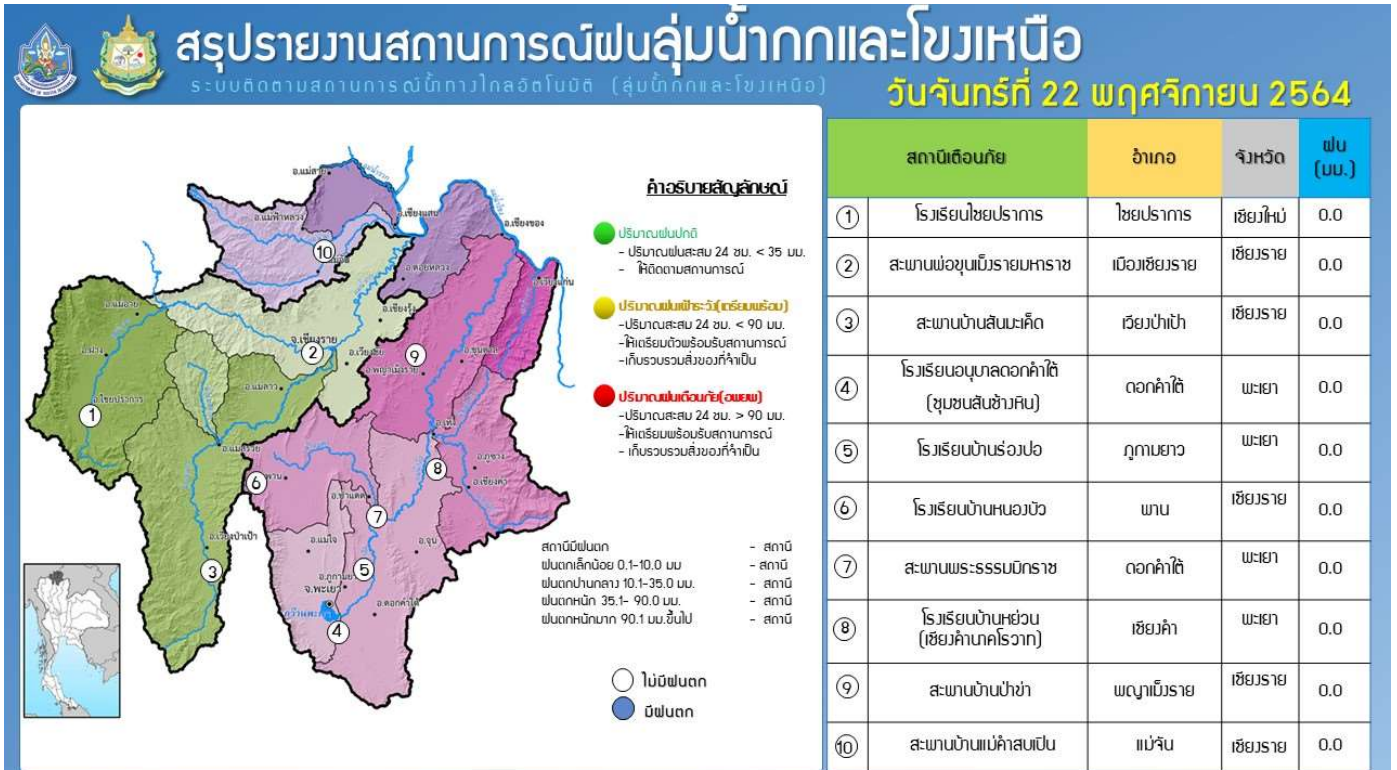 สรุปรายงานสถานการณ์ฝนลุ่มน้ำกกและโขงเหนือ
ระบบติดตามสถานการณ์น้ำทางไกลอัตโนมัติ (ลุ่มน้ำกกและโขงเหนือ)
วันจันทร์ที่ 22 พฤศจิกายน 2564
คำอธิบายสัญลักษณ์
ปริมาณฝนปกติ
- ปริมาณฝนสะสม 24 ชม. < 35 มม.
- ให้ติดตามสถานการณ์
ปริมาณฝนเฝ้าระวัง(เตรียมพร้อม)
-ปริมาณสะสม 24 ชม. < 90 มม.
-ให้เตรียมตัวพร้อมรับสถานการณ์
-เก็บรวบรวมสิ่งของที่จำเป็น
ปริมาณฝนเตือนภัย(อพยพ)
-ปริมาณสะสม 24 ชม. > 90 มม.
-ให้เตรียมพร้อมรับสถานการณ์
- เก็บรวบรวมสิ่งของที่จำเป็น
สถานีมีฝนตก - สถานี
ฝนตกเล็กน้อย 0.1-10.0 มม - สถานี
ฝนตกปานกลาง 10.1-35.0 มม. - สถานี
ฝนตกหนัก 35.1- 90.0 มม. - สถานี
ฝนตกหนักมาก 90.1 มม.ขึ้นไป - สถานี
ไม่มีฝนตก
มีฝนตก
อ.แม่สาย
อ.แม่ฟ้าหลวง
อ.เชียงแสน
อ.เชียงของ
10
อ.ดอยหลวง
อ.แม่อาย
อ.เชียงรุ้ง
จ.เชียงราย
2
9
อ.ขุนตาล
อ.ฝาง
อ.พญาเม็งราย
อ.แม่ลาว
อ.ไชยปราการ
1
อ.เทิง
อ.แม่สรวย
8
อ.ภูซาง
6
อ.เชียงคำ
อ.ป่าแดด
7
อ.เวียงป่าเป้า
อ.แม่ใจ
อ.จุน
3
5
จ.พะเยา
กว๊านพะเยา
อ.ดอกคำใต้
4
สถานีเตือนภัย อำเภอ จังหวัด ฝน (มม.)
1 โรงเรียนไชยปราการ ไชยปราการ เชียงใหม่ 0.0
2 สะพานพ่อขุนเม็งรายมหาราช เมืองเชียงราย เชียงราย 0.0
3 สะพานบ้านสันมะเค็ด เวียงป่าเป้า เชียงราย 0.0
4 โรงเรียนอนุบาลดอกคำใต้ (ชุมชนสันช้างหิน) ดอกคำใต้ พะเยา 0.0
5 โรงเรียนบ้านร่องปอ ภูกามยาว พะเยา 0.0
6 โรงเรียนบ้านหนองบัว พาน เชียงราย 0.0
7 สะพานพระธรรมมิกราช ดอกคำใต้ พะเยา 0.0
8 โรงเรียนบ้านหย่วน (เชียงคำนาคโรวาท) เชียงคำ พะเยา 0.0
9 สะพานบ้านป่าข่า พญาเม็งราย เชียงราย 0.0
10 สะพานบ้านแม่คำสบเปิน แม่จัน เชียงราย 0.0